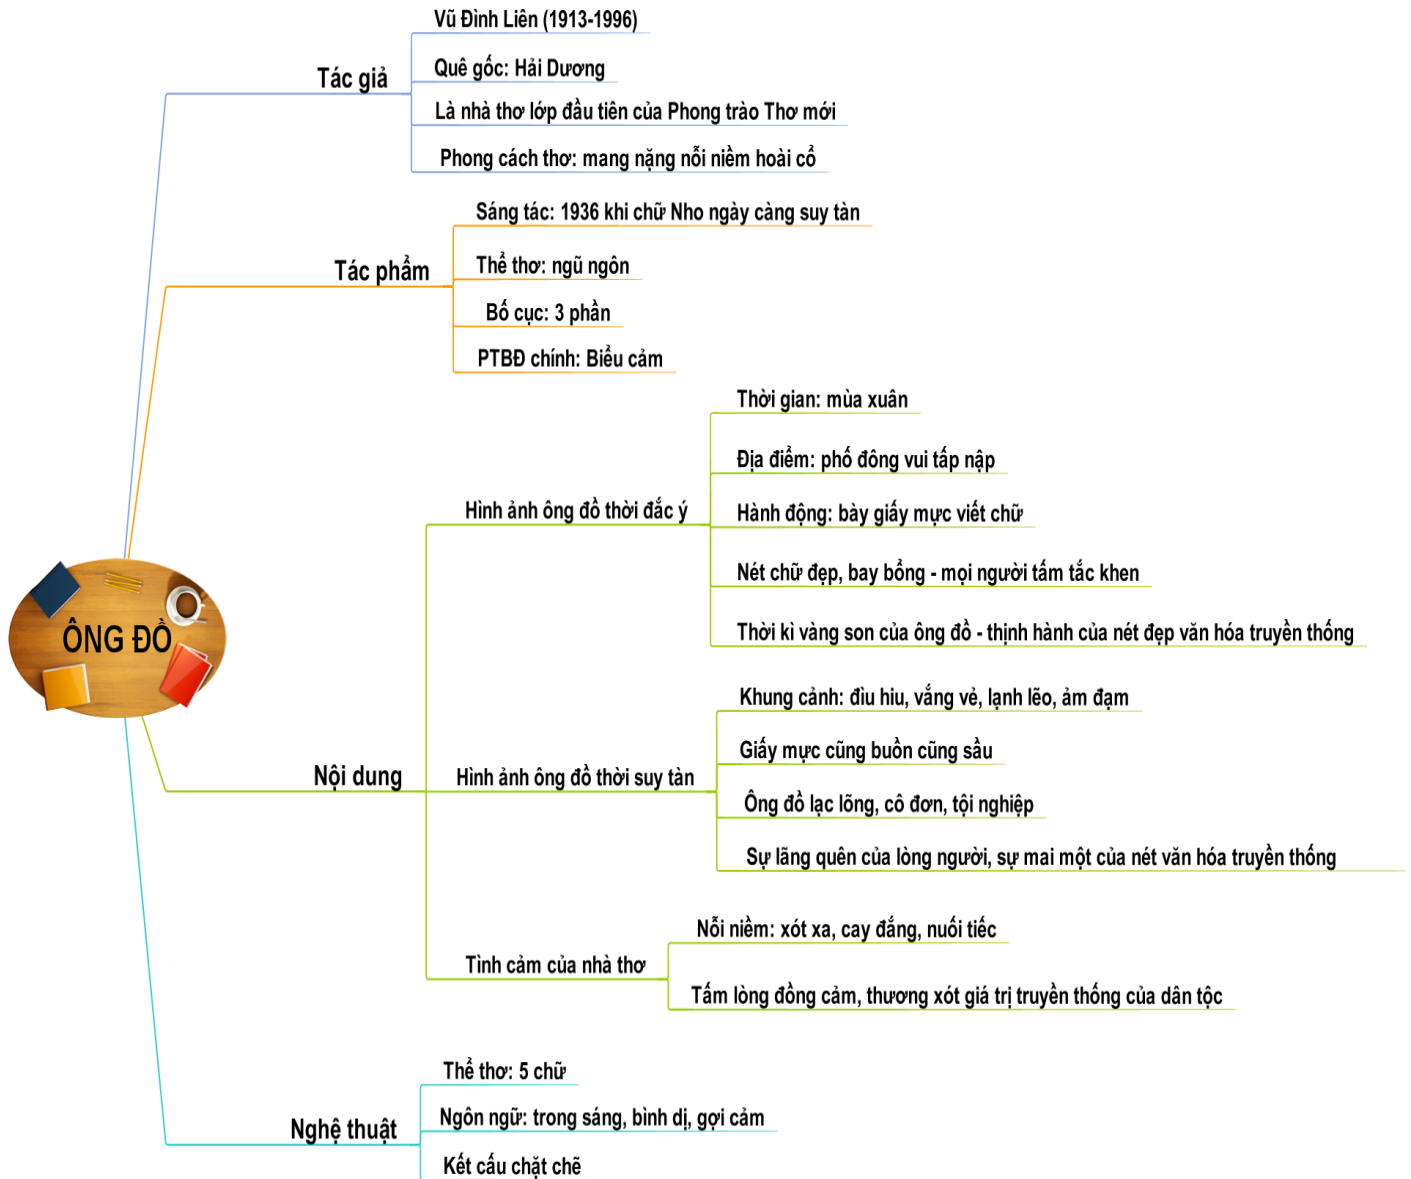 ÔNG ĐỒ
Tác giả
Vũ Đình Liên (1913-1996)
Quê gốc: Hải Dương
Là nhà thơ lớp đầu tiên của Phong trào Thơ mới
Phong cách thơ: mang nặng nỗi niềm hoài cổ
Tác phẩm
Sáng tác: 1936 khi chữ Nho ngày càng suy tàn
Thể thơ: ngũ ngôn
Bố cục: 3 phần
PTBĐ chính: Biểu cảm
Nội dung
Hình ảnh ông đồ thời đắc ý
Thời gian: mùa xuân
Địa điểm: phố đông vui tấp nập
Hành động: bày giấy mực viết chữ
Nét chữ đẹp, bay bổng - mọi người tấm tắc khen
Thời kì vàng son của ông đồ - thịnh hành của nét đẹp văn hóa truyền thống
Hình ảnh ông đồ thời suy tàn
Khung cảnh: đìu hiu, vắng vẻ, lạnh lẽo, ảm đạm
Giấy mực cũng buồn cũng sầu
Ông đồ lạc lõng, cô đơn, tội nghiệp
Sự lãng quên của lòng người, sự mai một của nét văn hóa truyền thống
Tình cảm của nhà thơ
Nỗi niềm: xót xa, cay đắng, nuối tiếc
Tấm lòng đồng cảm, thương xót giá trị truyền thống của dân tộc
Nghệ thuật
Thể thơ: 5 chữ
Ngôn ngữ: trong sáng, bình dị, gợi cảm
Kết cấu chặt chẽ